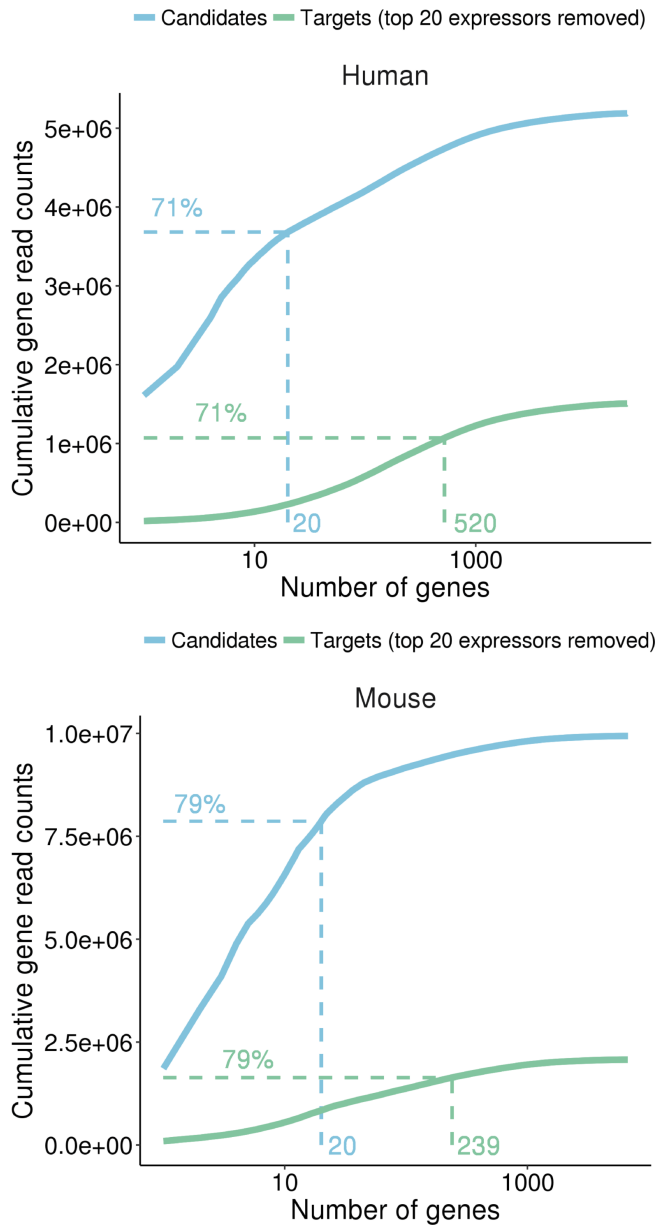 Candidates Targets (top 20 expressors removed)
Human
Cumulative gene read counts
5e+06
4e+06
3e+06
2e+06
1e+06
0e+00
71%
71%
20
520
10
1000
Number of genes
Candidates Targets (top 20 expressors removed)
Mouse
Cumulative gene read counts
1.0e+07
7.5e+06
5.0e+06
2.5e+06
0.0e+00
79%
79%
20
239
10
1000
Number of genes